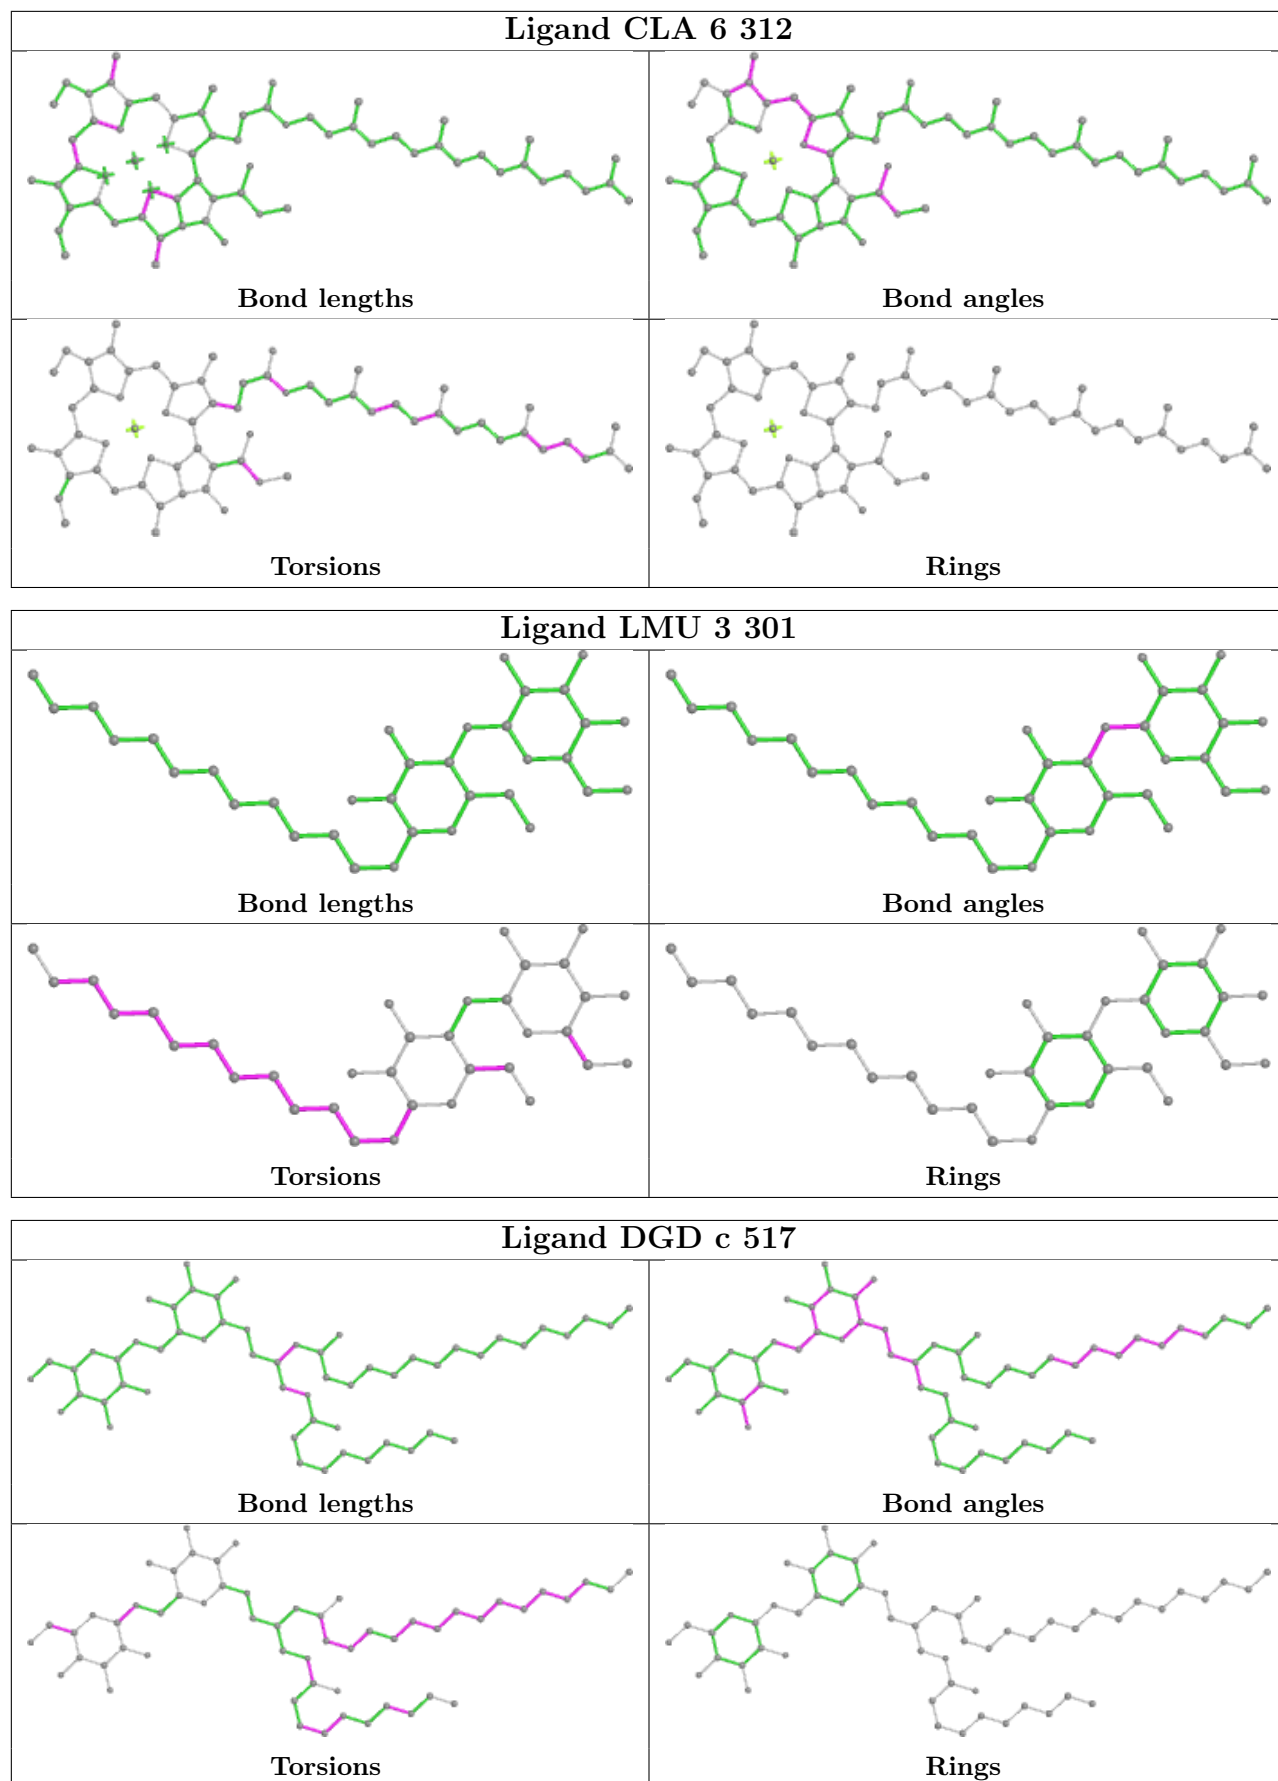 Ligand CLA 6 312
Bond lengths
Bond angles
Torsions
Rings
Ligand LMU 3 301
Bond lengths
Bond angles
Torsions
Rings
Ligand DGD c 517
Bond lengths
Bond angles
Torsions
Rings